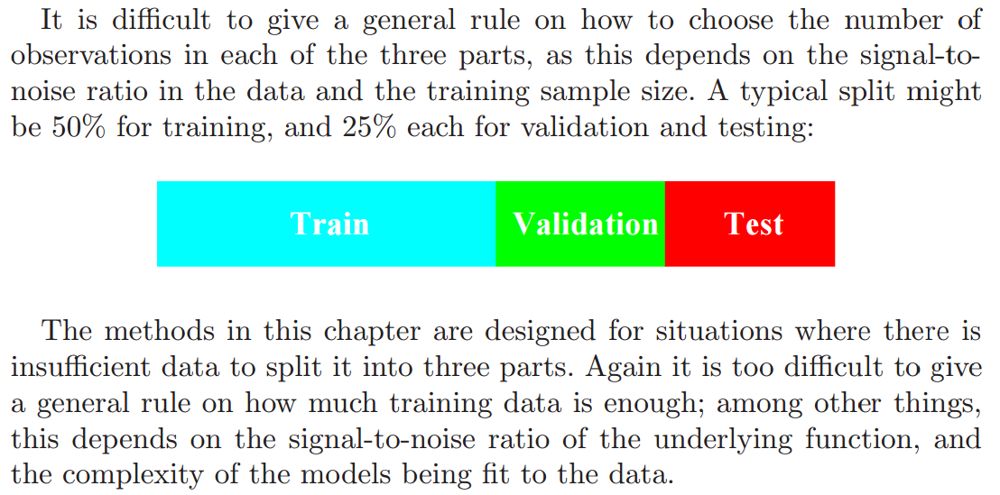 It is difficult to give a general rule on how to choose the number of
observations in each of the three parts, as this depends on the signal-to-
noise ratio in the data and the training sample size. A typical split might
be 50% for training, and 25% each for validation and testing:
Train Validation Test
The methods in this chapter are designed for situations where there is
insufficient data to split it into three parts. Again it is too difficult to give
a general rule on how much training data is enough; among other things,
this depends on the signal-to-noise ratio of the underlying function, and
the complexity of the models being fit to the data.